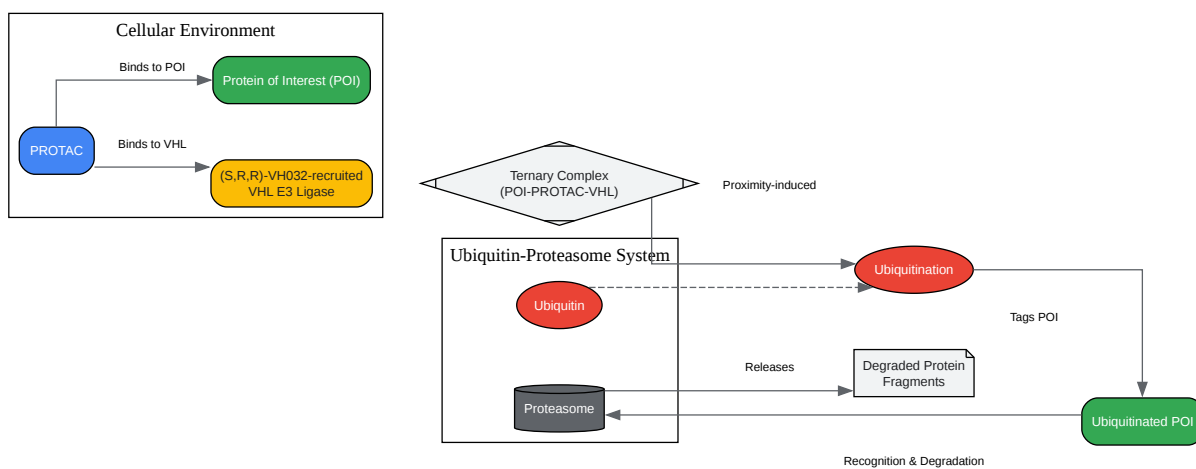 Cellular Environment
Binds to POI
Protein of Interest (POI)
PROTAC
Binds to VHL
(S,R,R)-VH032-recruited
VHL E3 Ligase
Ternary Complex
(POI-PROTAC-VHL)
Proximity-induced
Ubiquitin-Proteasome System
Ubiquitination
Ubiquitin
Tags POI
Releases
Degraded Protein
Fragments
Proteasome
Ubiquitinated POI
Recognition & Degradation